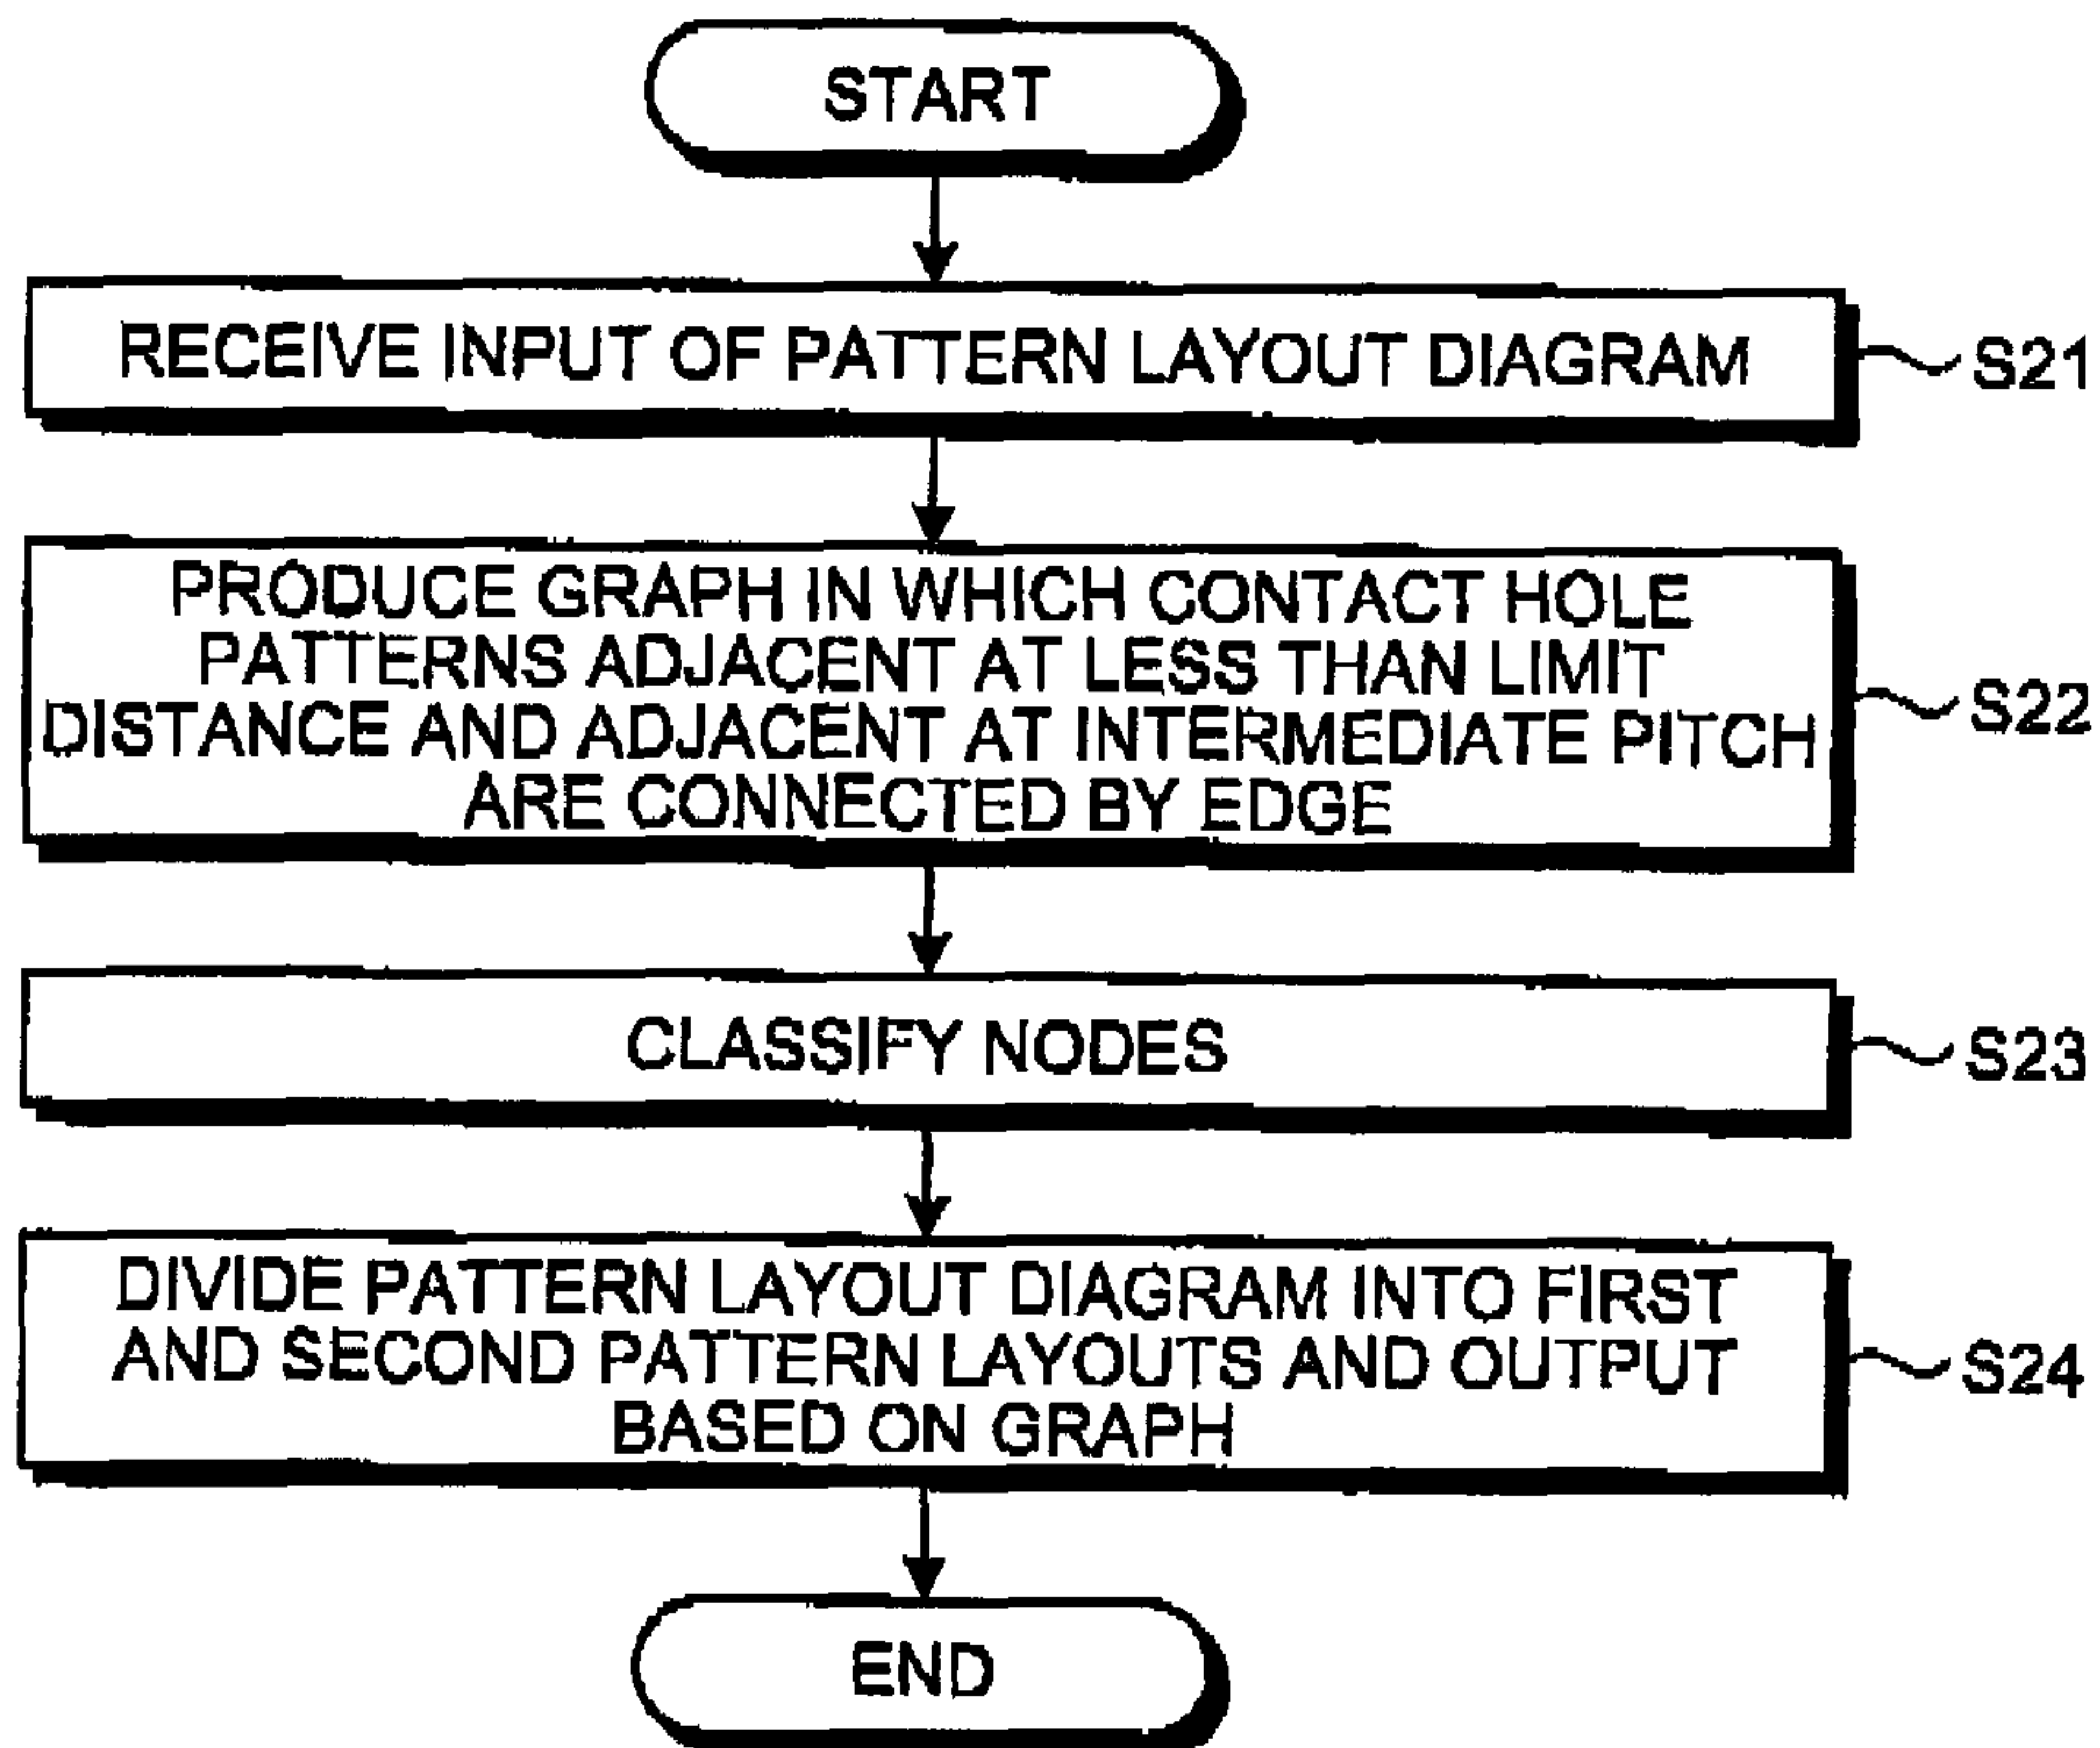 START
RECEIVE INPUT OF PATTERN LAYOUT DIAGRAM
S21
PRODUCE GRAPH IN WHICH CONTACT HOLE
PATTERNS ADJACENT AT LESS THAN LIMIT
DISTANCE AND ADJACENT AT INTERMEDIATE PITCH
ARE CONNECTED BY EDGE
S22
CLASSIFY NODES
S23
DIVIDE PATTERN LAYOUT DIAGRAM INTO FIRST
AND SECOND PATTERN LAYOUTS AND OUTPUT
BASED ON GRAPH
S24
END